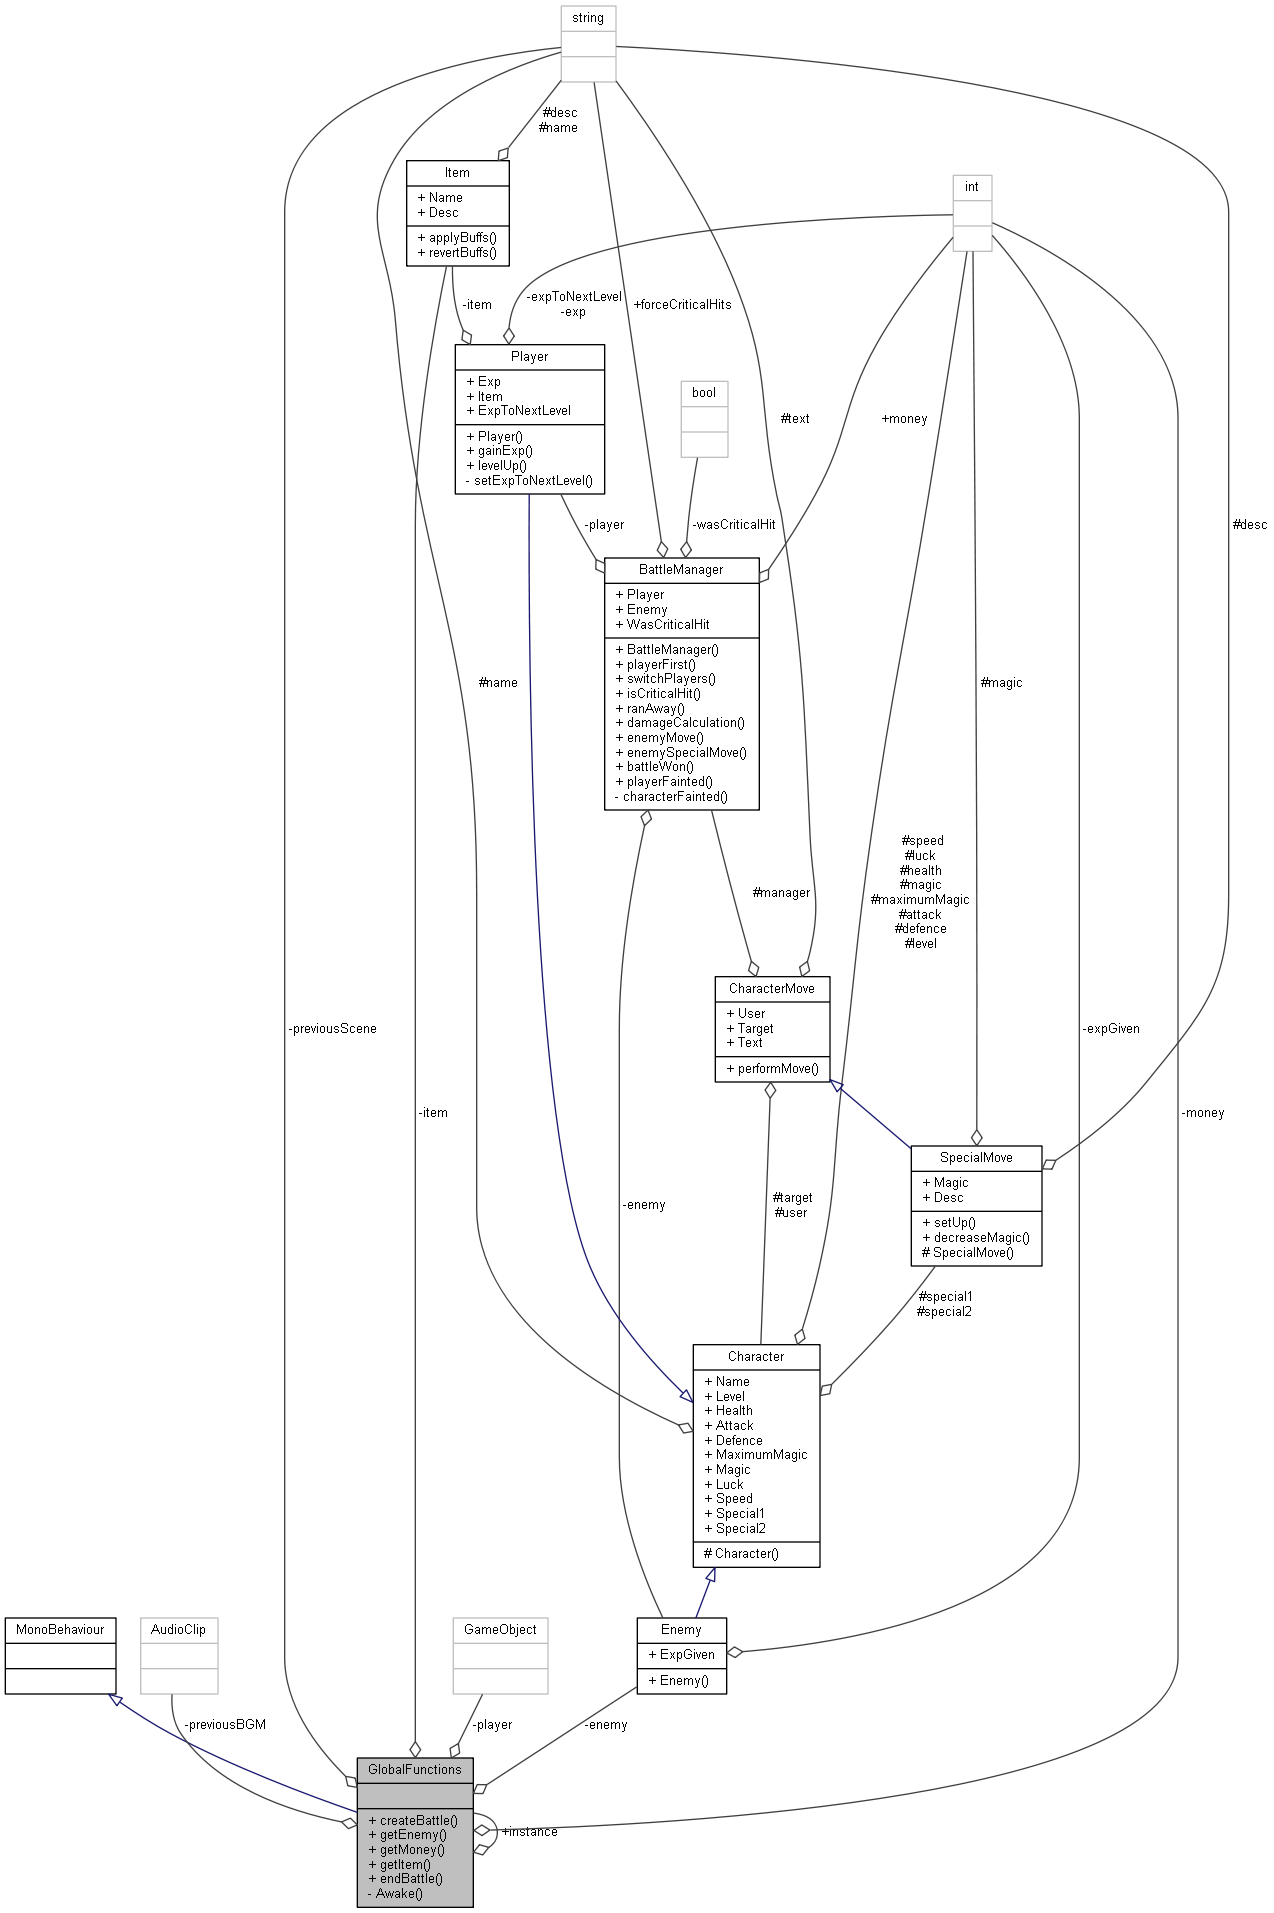 string
#desc
#name
Item
+ Name
+ Desc
+ applyBuffs()
+ revertBuffs()
int
-item
-expToNextLevel
-exp
+forceCriticalHits
Player
+ Exp
+ Item
+ ExpToNextLevel
+ Player()
+ gainExp()
+ levelUp()
- setExpToNextLevel()
bool
#text
+money
-player
-wasCriticalHit
#desc
BattleManager
+ Player
+ Enemy
+ WasCriticalHit
+ BattleManager()
+ playerFirst()
+ switchPlayers()
+ isCriticalHit()
+ ranAway()
+ damageCalculation()
+ enemyMove()
+ enemySpecialMove()
+ battleWon()
+ playerFainted()
- characterFainted()
#name
#magic
#speed
#luck
#health
#magic
#maximumMagic
#attack
#defence
#level
#manager
CharacterMove
+ User
+ Target
+ Text
+ performMove()
-previousScene
-expGiven
-item
-money
SpecialMove
+ Magic
+ Desc
+ setUp()
+ decreaseMagic()
# SpecialMove()
-enemy
#target
#user
#special1
#special2
Character
+ Name
+ Level
+ Health
+ Attack
+ Defence
+ MaximumMagic
+ Magic
+ Luck
+ Speed
+ Special1
+ Special2
# Character()
MonoBehaviour
AudioClip
GameObject
Enemy
+ ExpGiven
+ Enemy()
-previousBGM
-player
-enemy
GlobalFunctions
+ createBattle()
+ getEnemy()
+ getMoney()
+ getItem()
+ endBattle()
- Awake()
+instance